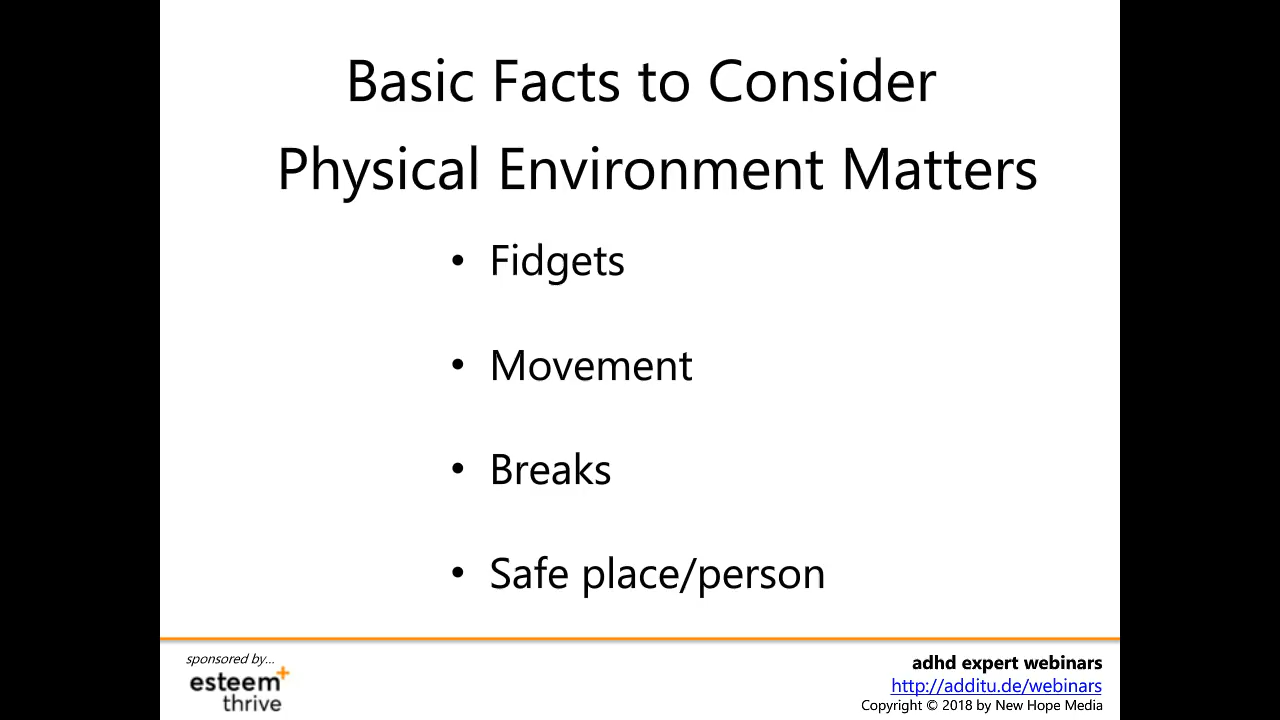 Basic Facts to Consider
Physical Environment Matters
• Fidgets
• Movement
• Breaks
• Safe place/person
sponsored by...
esteem+
thrive
adhd expert webinars
http://additu.de/webinars
Copyright © 2018 by New Hope Media